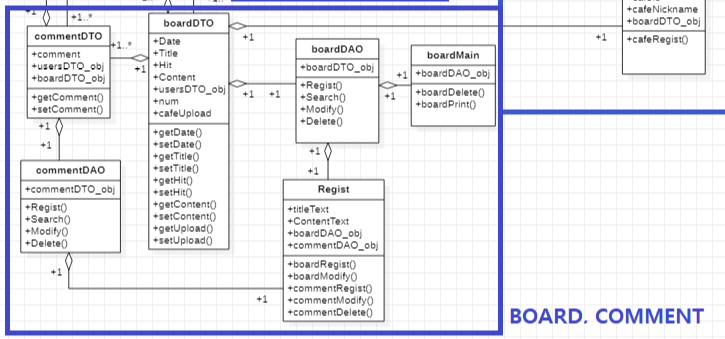 +1
+1..*
commentDTO
+comment
+usersDTO_obj
+boardDTO_obj
+getComment()
+setComment()
+1..*
+1
boardDTO
+Date
+Title
+Hit
+Content
+usersDTO_obj
+num
+cafeUpload
+getDate()
+setDate()
+getTitle()
+setTitle()
+getHit()
+setHit()
+getContent()
+setContent()
+getUpload()
+setUpload()
+1
+1
+1
+1
boardDAO
+boardDTO_obj
+Regist()
+Search()
+Modify()
+Delete()
+1
+1
boardMain
+boardDAO_obj
+boardDelete()
+boardPrint()
+cafeNickname
+boardDTO_obj
+cafeRegist()
+1
+1
commentDAO
+commentDTO_obj
+Regist()
+Search()
+Modify()
+Delete()
+1
+1
+1
+1
Regist
+titleText
+ContentText
+boardDAO_obj
+commentDAO_obj
+boardRegist()
+boardModify()
+commentRegist()
+commentModify()
+commentDelete()
BOARD. COMMENT